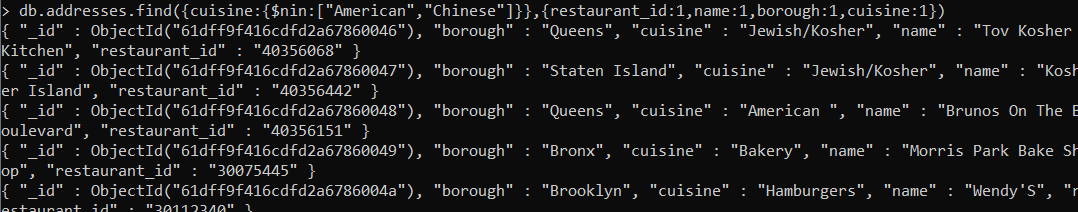 > db.addresses.find({cuisine:{$nin:["American","Chinese"]}},{restaurant_id:1,name:1,borough:1,cuisine:1})
{ "_id" : ObjectId("61dff9f416cdfd2a67860046"), "borough" : "Queens", "cuisine" : "Jewish/Kosher", "name" : "Tov Kosher
Kitchen", "restaurant_id" : "40356068" }
{ "_id" : ObjectId("61dff9f416cdfd2a67860047"), "borough" : "Staten Island", "cuisine" : "Jewish/Kosher", "name" : "Kosh
er Island", "restaurant_id" : "40356442" }
{ "_id" : ObjectId("61dff9f416cdfd2a67860048"), "borough" : "Queens", "cuisine" : "American ", "name" : "Brunos On The B
oulevard", "restaurant_id" : "40356151" }
{ "_id" : ObjectId("61dff9f416cdfd2a67860049"), "borough" : "Bronx", "cuisine" : "Bakery", "name" : "Morris Park Bake Sh
op", "restaurant_id" : "30075445" }
{ "_id" : ObjectId("61dff9f416cdfd2a6786004a"), "borough" : "Brooklyn", "cuisine" : "Hamburgers", "name" : "Wendy'S", "r
estaurant_id" : "30112340" }